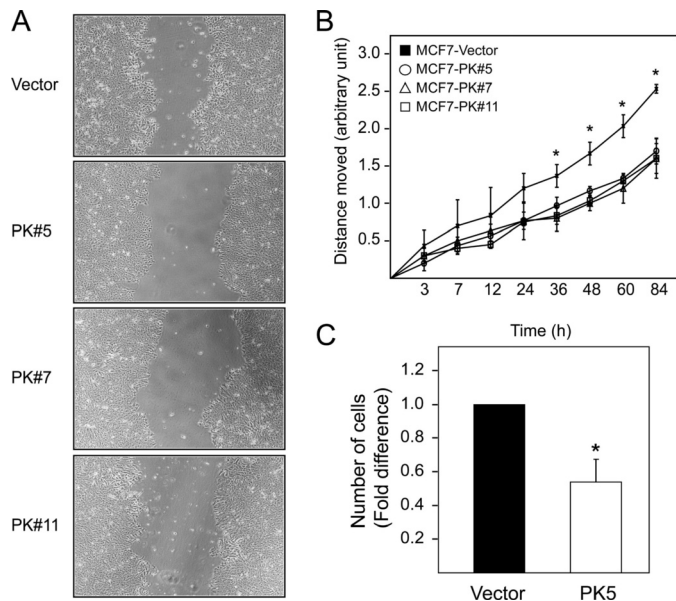 A
Vector
PK#5
PK#7
PK#11
B
Distance moved (arbitrary unit)
3.0
2.5
2.0
1.5
1.0
0.5
MCF7-Vector
MCF7-PK#5
MCF7-PK#7
MCF7-PK#11
* * * *
3 7 12 24 36 48 60 84
Time (h)
C
Number of cells
(Fold difference)
1.2
1.0
0.8
0.6
0.4
0.2
*
Vector PK5